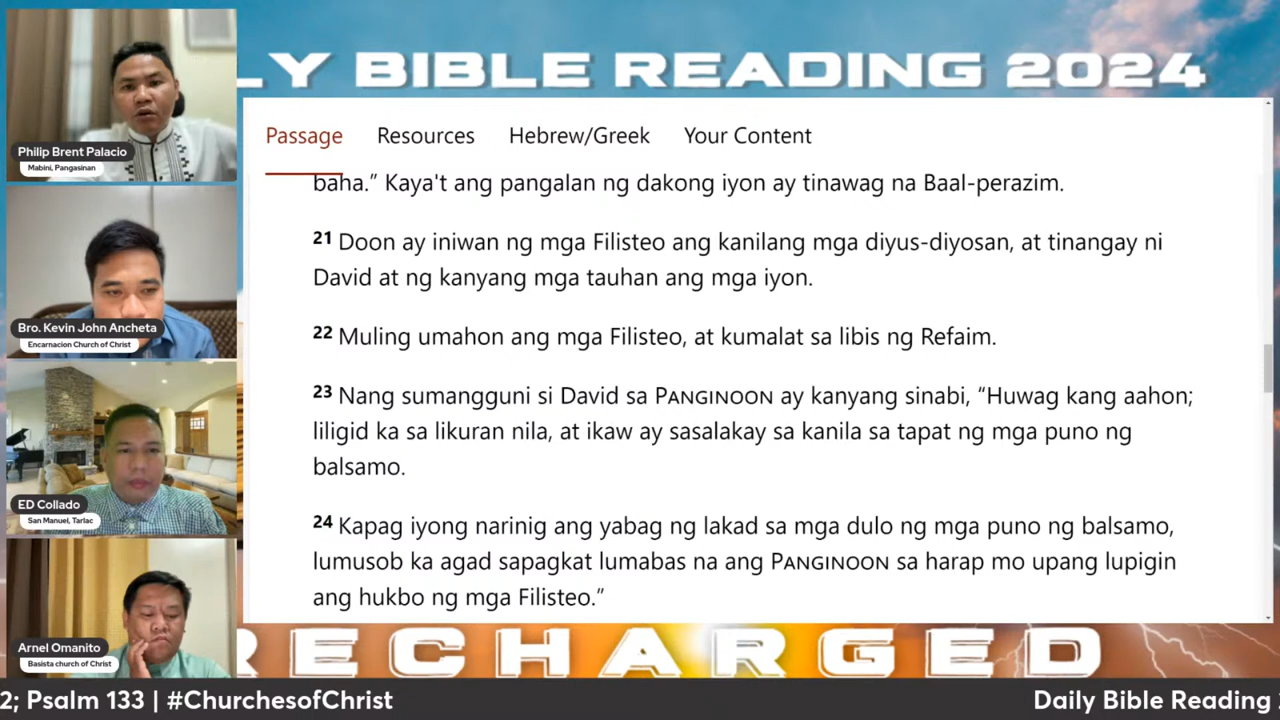 LY BIBLE READING 2024
Philip Brent Palacio
Mabini, Pangasinan
Bro. Kevin John Ancheta
Encarnacion Church of Christ
ED Collado
San Manuel, Tarlac
Arnel Omanito
Basista church of Christ
Passage Resources Hebrew/Greek Your Content
baha.” Kaya't ang pangalan ng dakong iyon ay tinawag na Baal-perazim.
21 Doon ay iniwan ng mga Filisteo ang kanilang mga diyus-diyosan, at tinangay ni
David at ng kanyang mga tauhan ang mga iyon.
22 Muling umahon ang mga Filisteo, at kumalat sa libis ng Refaim.
23 Nang sumangguni si David sa PANGINOON ay kanyang sinabi, “Huwag kang aahon;
liligid ka sa likuran nila, at ikaw ay sasalakay sa kanila sa tapat ng mga puno ng
balsamo.
24 Kapag iyong narinig ang yabag ng lakad sa mga dulo ng mga puno ng balsamo,
lumusob ka agad sapagkat lumabas na ang PANGINOON sa harap mo upang lupigin
ang hukbo ng mga Filisteo.”
RECHARGED
2; Psalm 133 | #ChurchesofChrist
Daily Bible Reading